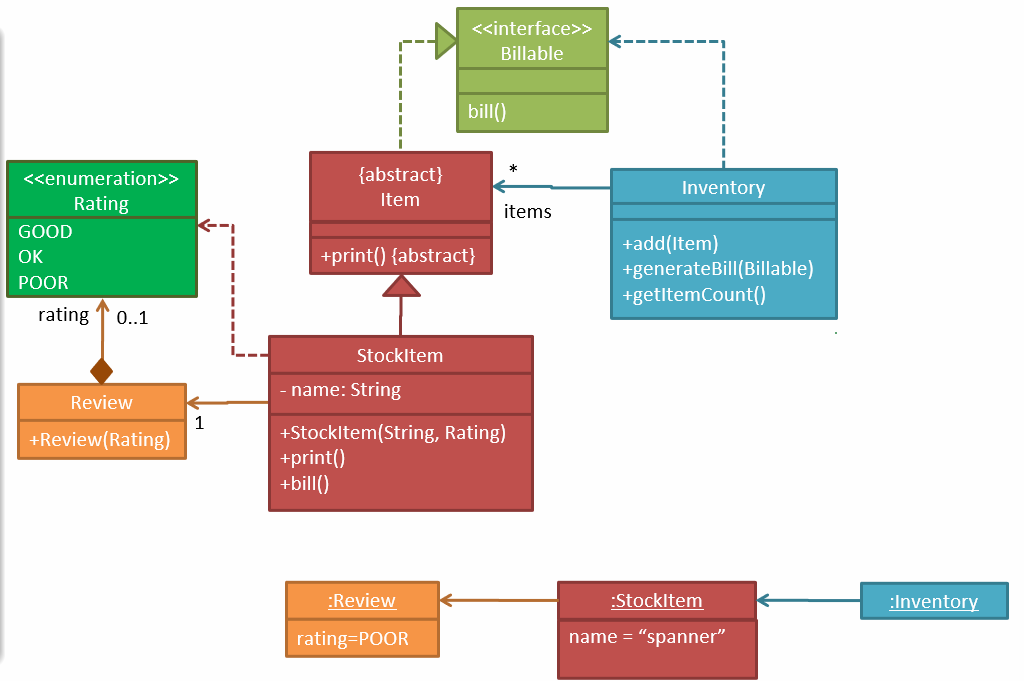 <<interface>>
Billable
bill()
{abstract}
Item
+print() {abstract}
*
items
Inventory
+add(Item)
+generateBill(Billable)
+getItemCount()
<<enumeration>>
Rating
GOOD
OK
POOR
rating
0..1
Review
+Review(Rating)
1
StockItem
- name: String
+StockItem(String, Rating)
+print()
+bill()
:Review
rating=POOR
:StockItem
name = “spanner”
:Inventory